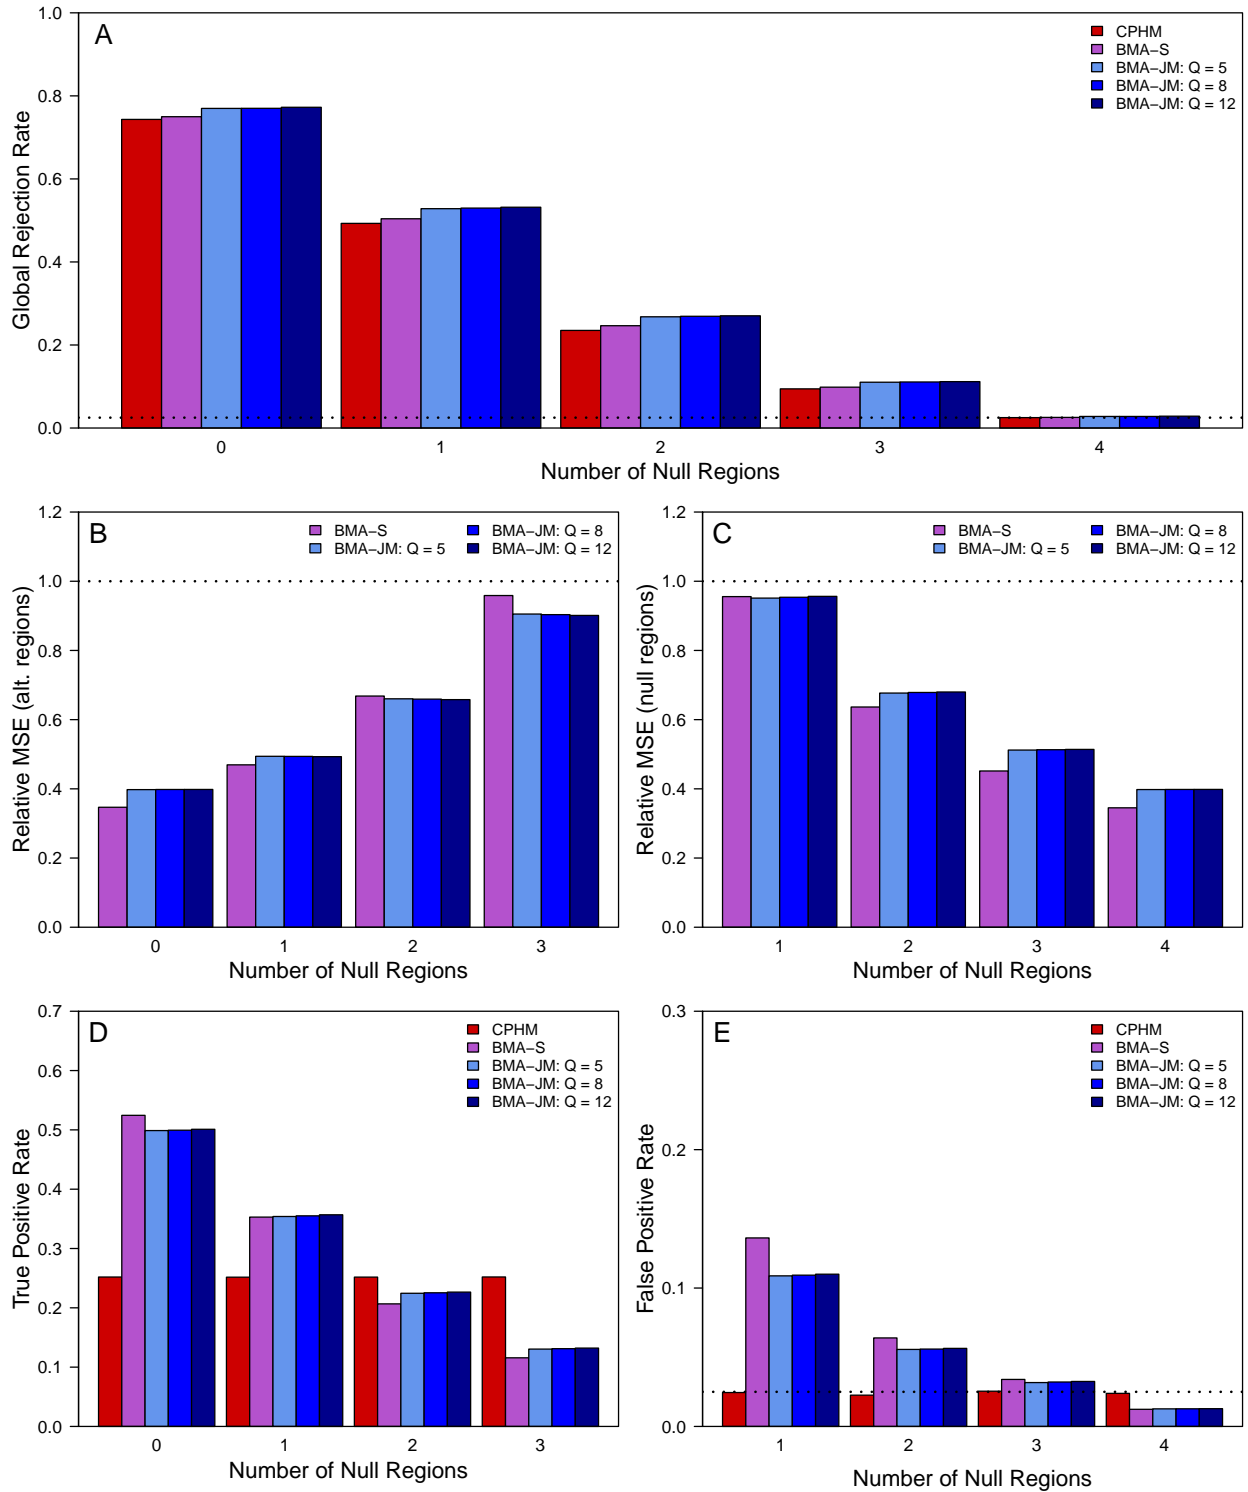 A
CPHM
BMA−S
BMA−JM: Q = 5
BMA−JM: Q = 8
BMA−JM: Q = 12
Global Rejection Rate
1.0
0.8
0.6
0.4
0.2
0.0
0 1 2 3 4
Number of Null Regions
B
BMA−S BMA−JM: Q = 8
BMA−JM: Q = 5 BMA−JM: Q = 12
Relative MSE (alt. regions)
1.2
1.0
0.8
0.6
0.4
0.2
0.0
0 1 2 3
Number of Null Regions
C
BMA−S BMA−JM: Q = 8
BMA−JM: Q = 5 BMA−JM: Q = 12
Relative MSE (null regions)
1.2
1.0
0.8
0.6
0.4
0.2
0.0
1 2 3 4
Number of Null Regions
D
CPHM
BMA−S
BMA−JM: Q = 5
BMA−JM: Q = 8
BMA−JM: Q = 12
True Positive Rate
0.7
0.6
0.5
0.4
0.3
0.2
0.1
0.0
0 1 2 3
Number of Null Regions
E
CPHM
BMA−S
BMA−JM: Q = 5
BMA−JM: Q = 8
BMA−JM: Q = 12
False Positive Rate
0.3
0.2
0.1
0.0
1 2 3 4
Number of Null Regions